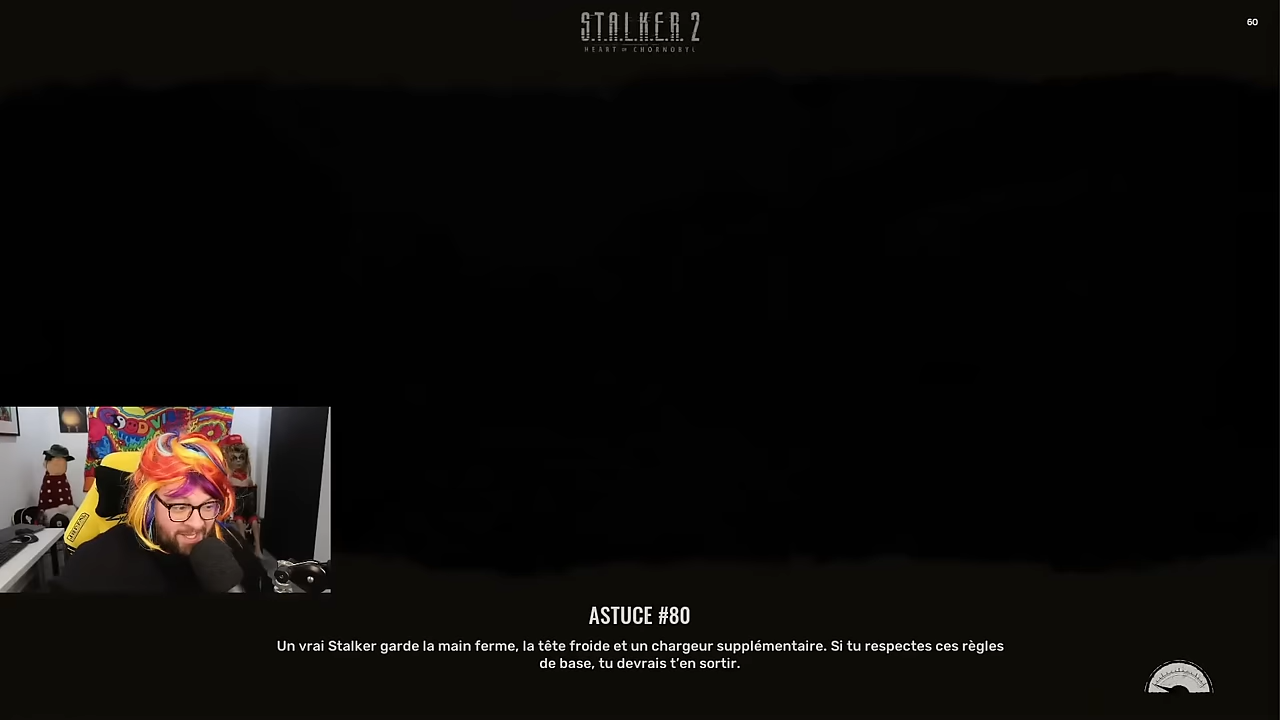 S.T.A.L.K.E.R. 2
HEART OF CHORNOBYL
60
ASTUCE #80
Un vrai Stalker garde la main ferme, la tête froide et un chargeur supplémentaire. Si tu respectes ces règles
de base, tu devrais t'en sortir.